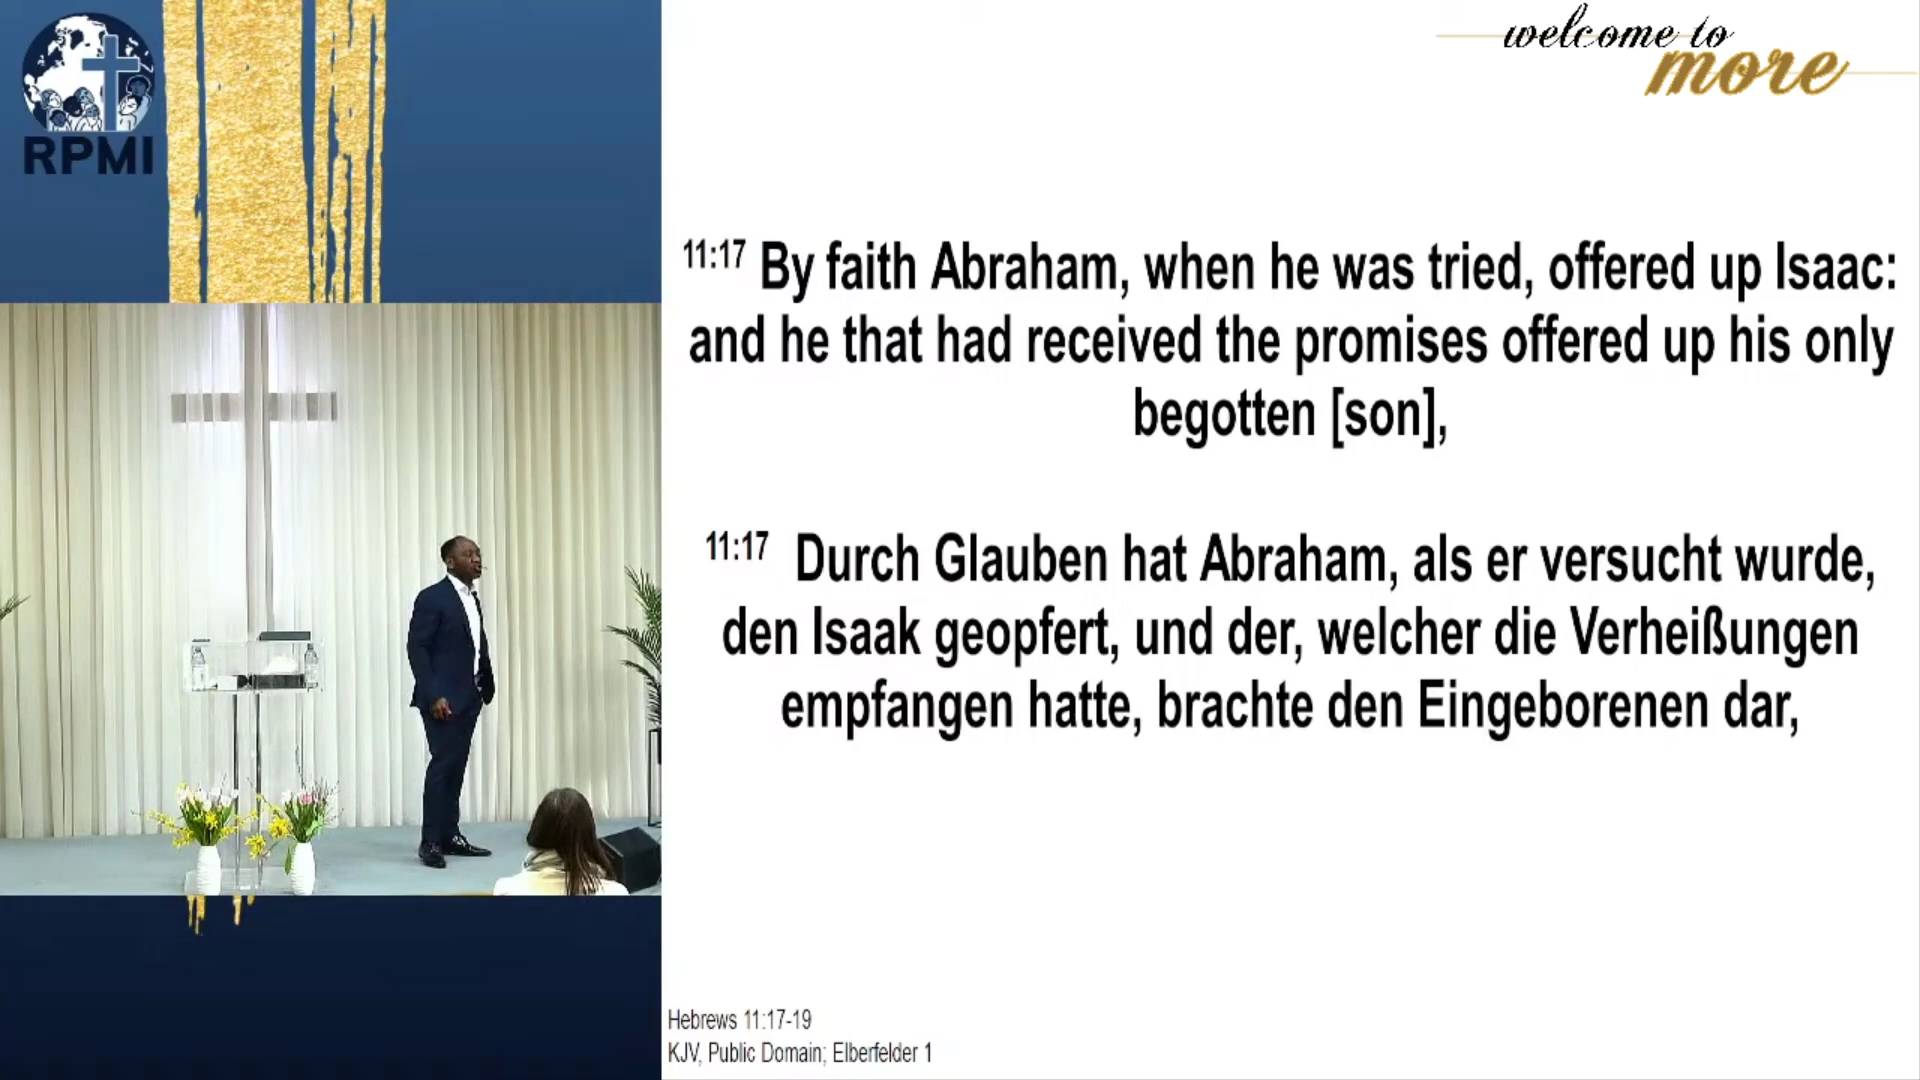 RPMI
welcome to
more
11:17 By faith Abraham, when he was tried, offered up Isaac:
and he that had received the promises offered up his only
begotten [son],
11:17 Durch Glauben hat Abraham, als er versucht wurde,
den Isaak geopfert, und der, welcher die Verheißungen
empfangen hatte, brachte den Eingeborenen dar,
Hebrews 11:17-19
KJV, Public Domain; Elberfelder 1